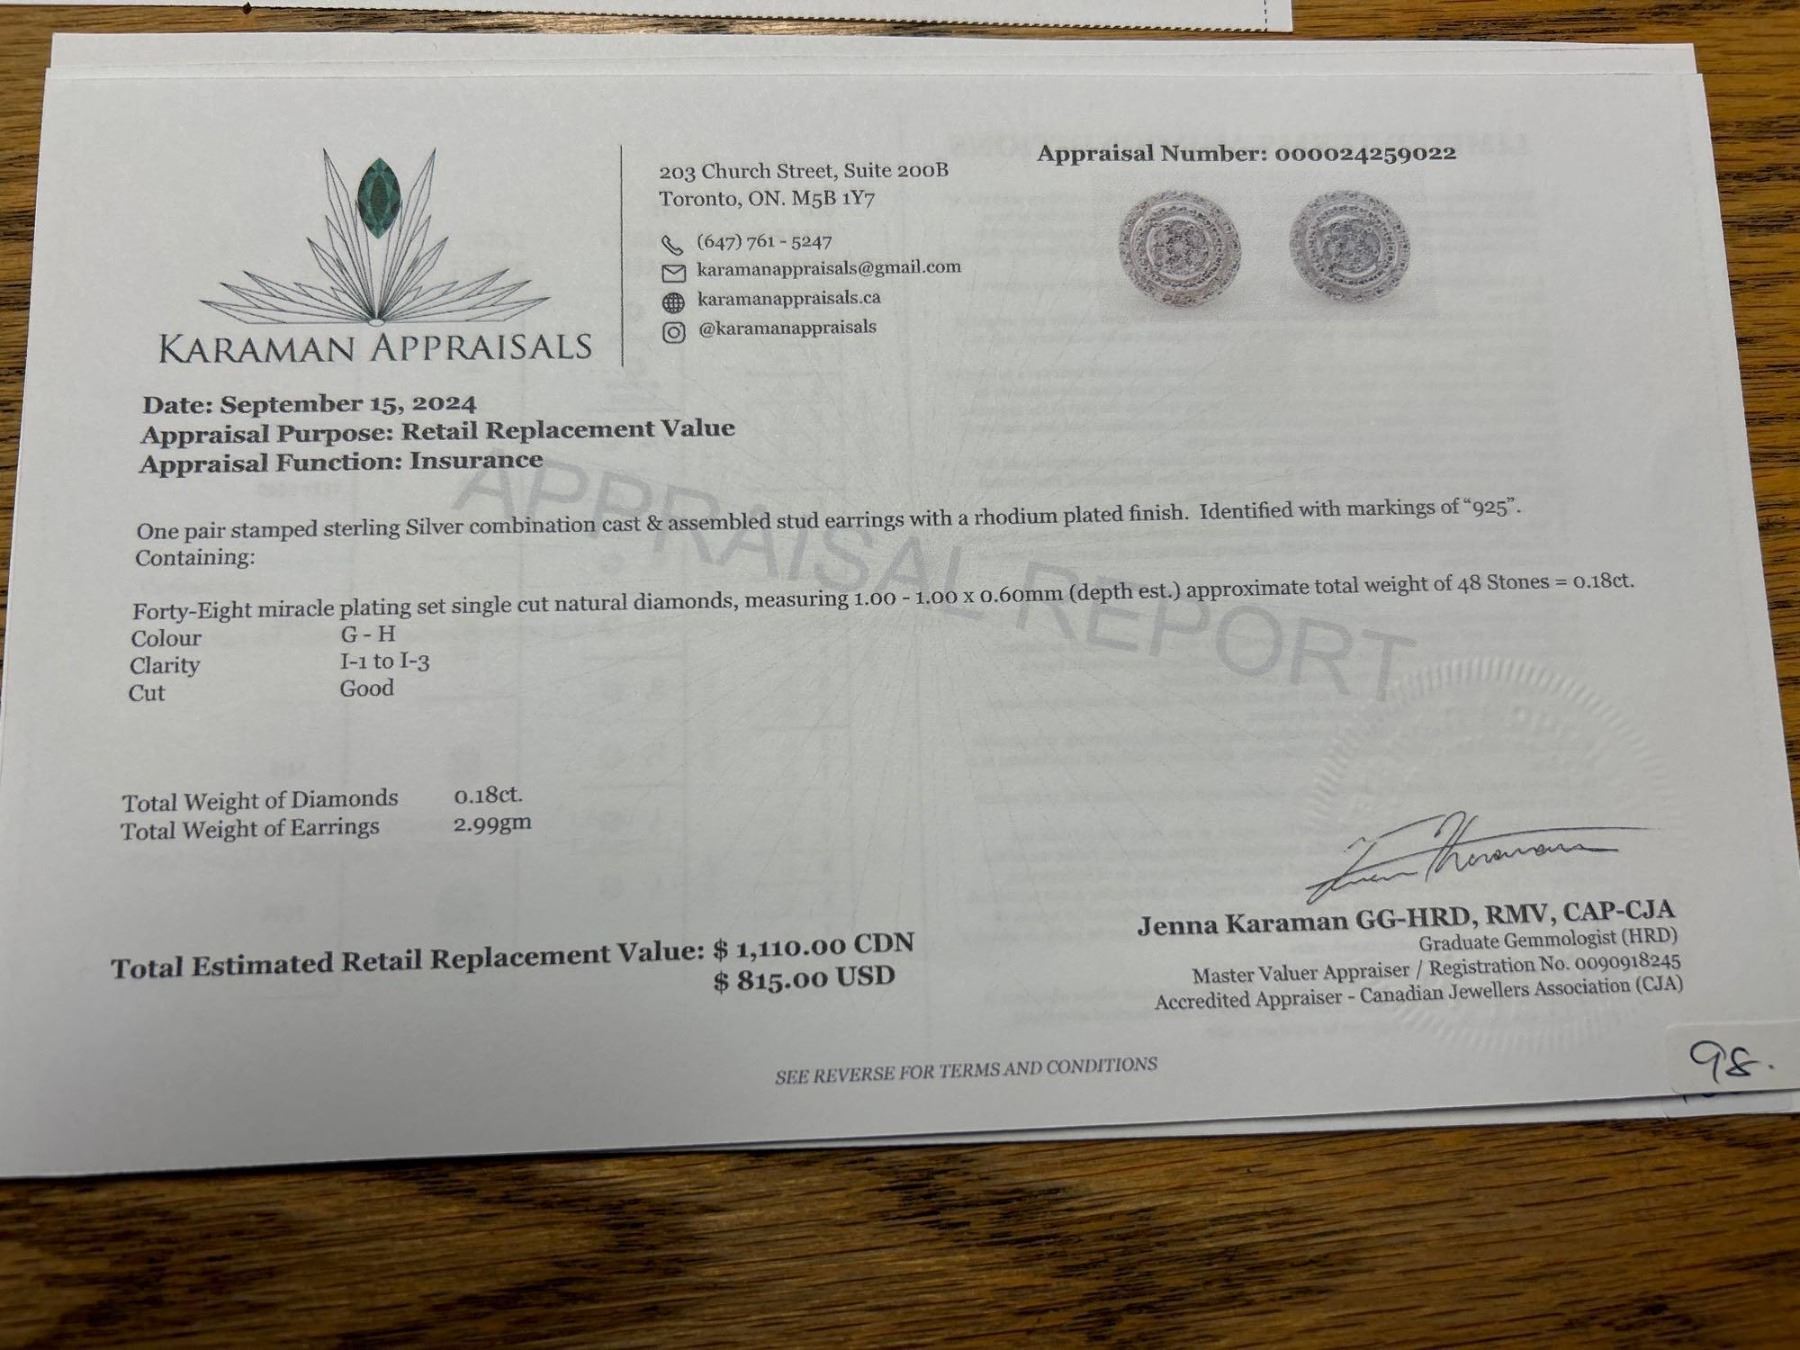 KARAMAN APPRAISALS
203 Church Street, Suite 200B
Toronto, ON. M5B 1Y7
(647) 761 - 5247
karamanappraisals@gmail.com
karamanappraisals.ca
@karamanappraisals
Appraisal Number: 000024259022
Date: September 15, 2024
Appraisal Purpose: Retail Replacement Value
Appraisal Function: Insurance
APPRAISAL REPORT
One pair stamped sterling Silver combination cast & assembled stud earrings with a rhodium plated finish. Identified with markings of “925”.
Containing:
Forty-Eight miracle plating set single cut natural diamonds, measuring 1.00 - 1.00 x 0.60mm (depth est.) approximate total weight of 48 Stones = 0.18ct.
Colour G - H
Clarity I-1 to I-3
Cut Good
Total Weight of Diamonds 0.18ct.
Total Weight of Earrings 2.99gm
Total Estimated Retail Replacement Value: $ 1,110.00 CDN
$ 815.00 USD
Jenna Karaman GG-HRD, RMV, CAP-CJA
Graduate Gemmologist (HRD)
Master Valuer Appraiser / Registration No. 0090918245
Accredited Appraiser - Canadian Jewellers Association (CJA)
SEE REVERSE FOR TERMS AND CONDITIONS
98.